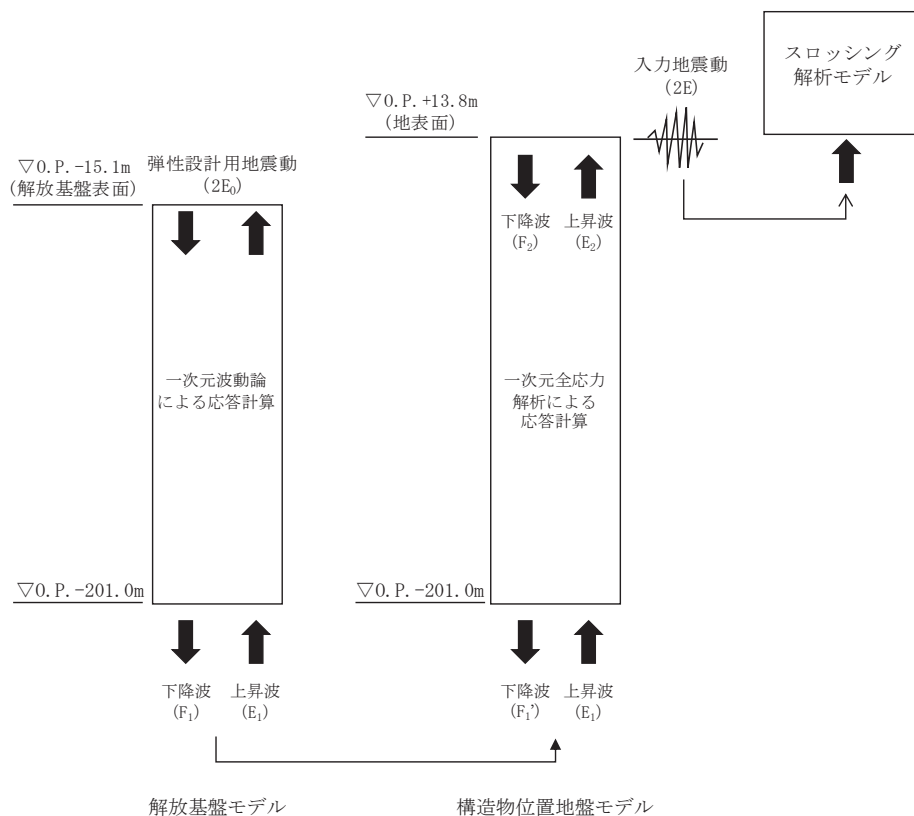 スロッシング
解析モデル
入力地震動
(2E)
▽O.P.+13.8m
(地表面)
▽O.P.-15.1m
(解放基盤表面)
弾性設計用地震動
(2E₀)
下降波
(F₂)
上昇波
(E₂)
一次元波動論
による応答計算
一次元全応力
解析による
応答計算
▽O.P.-201.0m
▽O.P.-201.0m
下降波
(F₁)
上昇波
(E₁)
下降波
(F₁')
上昇波
(E₁)
解放基盤モデル
構造物位置地盤モデル